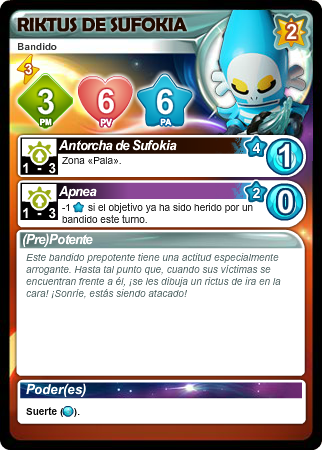 RIKTUS DE SUFOKIA
2
Bandido
3
3
PM
6
PV
6
PA
Antorcha de Sufokia
4
1
1 - 3
Zona «Pala».
Apnea
2
0
1 - 3
-1 si el objetivo ya ha sido herido por un
bandido este turno.
(Pre)Potente
Este bandido prepotente tiene una actitud especialmente
arrogante. Hasta tal punto que, cuando sus víctimas se
encuentran frente a él, ¡se les dibuja un rictus de ira en la
cara! ¡Sonríe, estás siendo atacado!
Poder(es)
Suerte ( ).